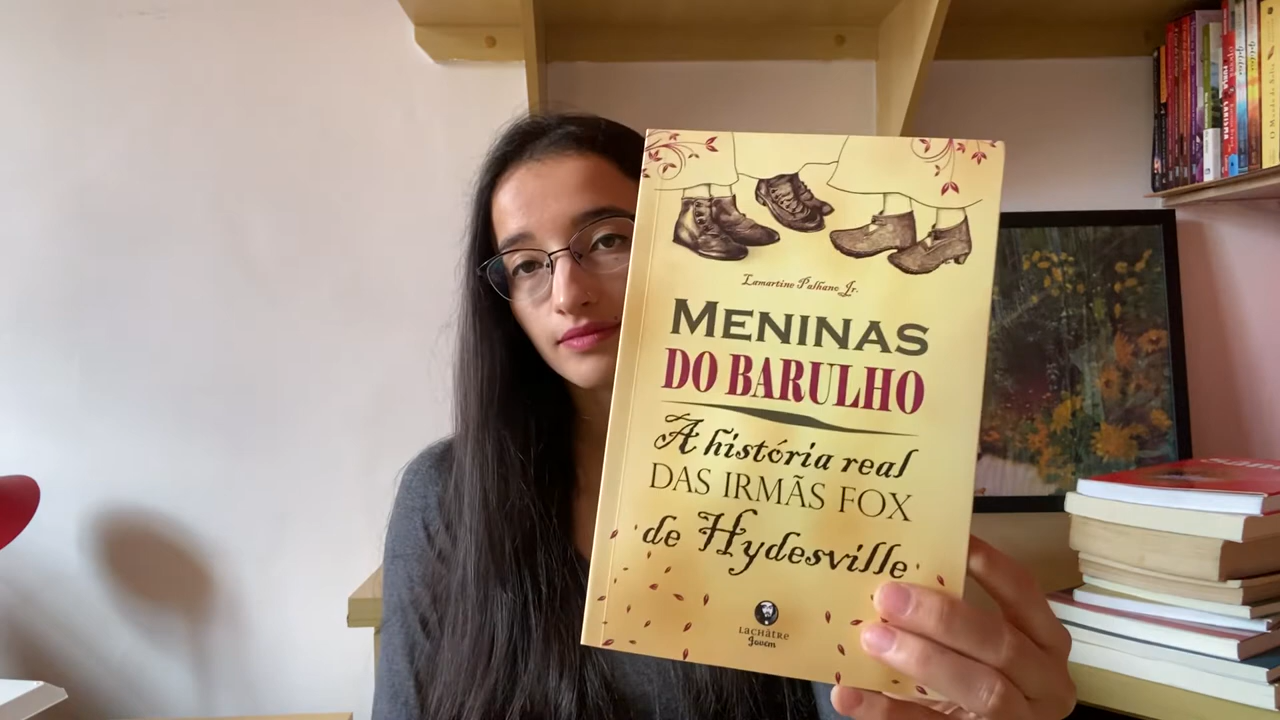 Lamartine Palhano Jr.
MENINAS
DO BARULHO
A história real
DAS IRMÃS FOX
de Hydesville
LACHÂTRE
Jovem